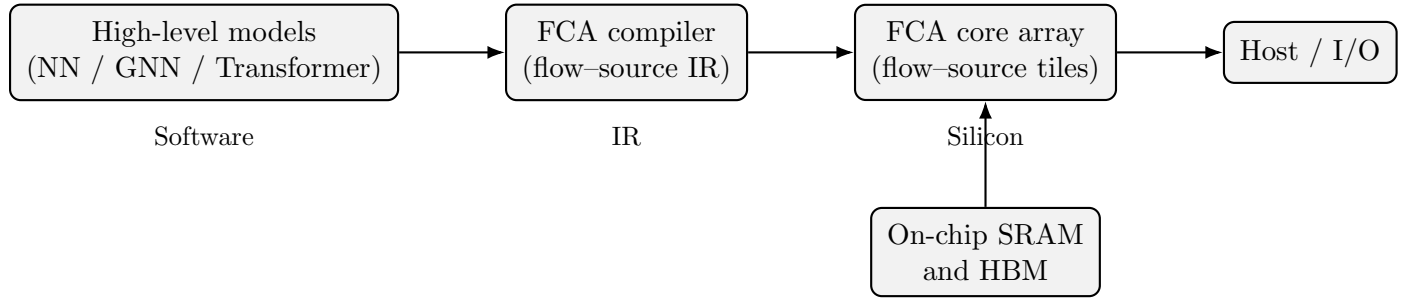 High-level models
(NN / GNN / Transformer)
FCA compiler
(flow–source IR)
FCA core array
(flow–source tiles)
Host / I/O
Software
IR
Silicon
On-chip SRAM
and HBM